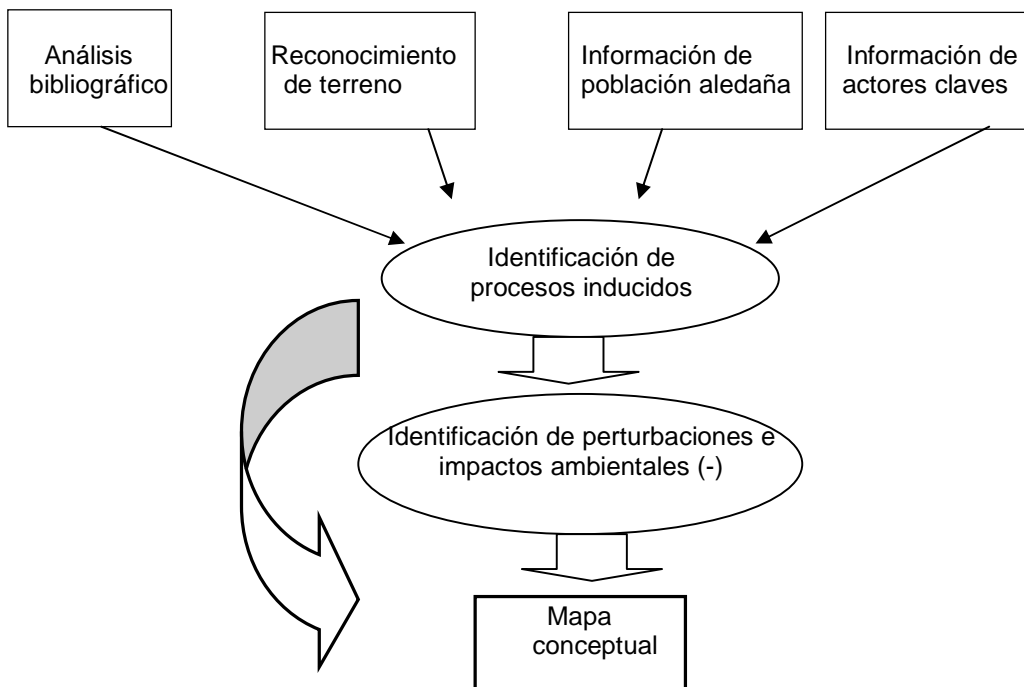 Análisis
bibliográfico
Reconocimiento
de terreno
Información de
población aledaña
Información de
actores claves
Identificación de
procesos inducidos
Identificación de perturbaciones e
impactos ambientales (-)
Mapa
conceptual